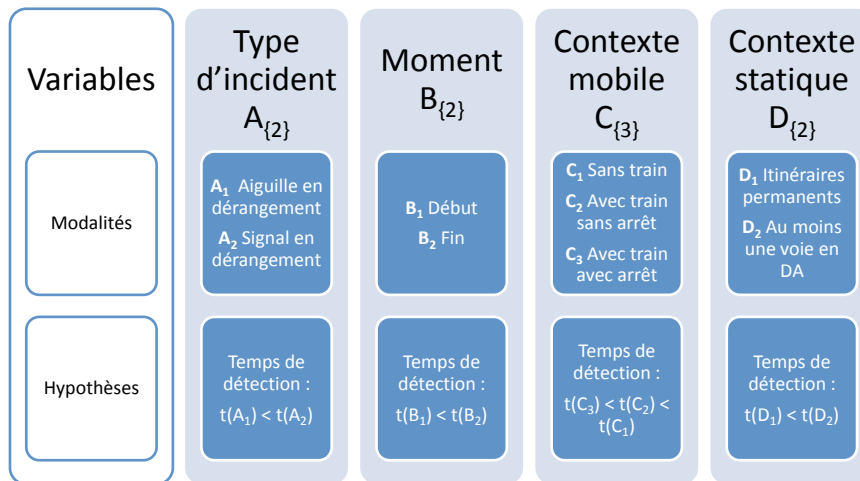 Variables
Type
d'incident
A{2}
Moment
B{2}
Contexte
mobile
C{3}
Contexte
statique
D{2}
Modalités
A1 Aiguille en
dérangement
A2 Signal en
dérangement
B1 Début
B2 Fin
C1 Sans train
C2 Avec train
sans arrêt
C3 Avec train
avec arrêt
D1 Itinéraires
permanents
D2 Au moins
une voie en
DA
Hypothèses
Temps de
détection :
t(A1) < t(A2)
Temps de
détection :
t(B1) < t(B2)
Temps de
détection :
t(C3) < t(C2) <
t(C1)
Temps de
détection :
t(D1) < t(D2)